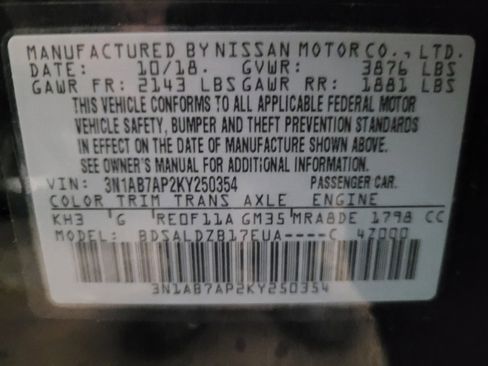 MANUFACTURED BY NISSAN MOTOR CO., LTD.
DATE: 10/18. GVWR: 3876 LBS
GAWR FR: 2143 LBS GAWR RR: 1881 LBS
THIS VEHICLE CONFORMS TO ALL APPLICABLE FEDERAL MOTOR
VEHICLE SAFETY, BUMPER AND THEFT PREVENTION STANDARDS
IN EFFECT ON THE DATE OF MANUFACTURE SHOWN ABOVE.
SEE OWNER'S MANUAL FOR ADDITIONAL INFORMATION.
VIN: 3N1AB7AP2KY250354 PASSENGER CAR.
COLOR TRIM TRANS AXLE ENGINE
KH3 G RE0F11A GM35 MRA8DE 1798 CC
MODEL: BDSALDZB17EUA----C 4Z000
3N1AB7AP2KY250354